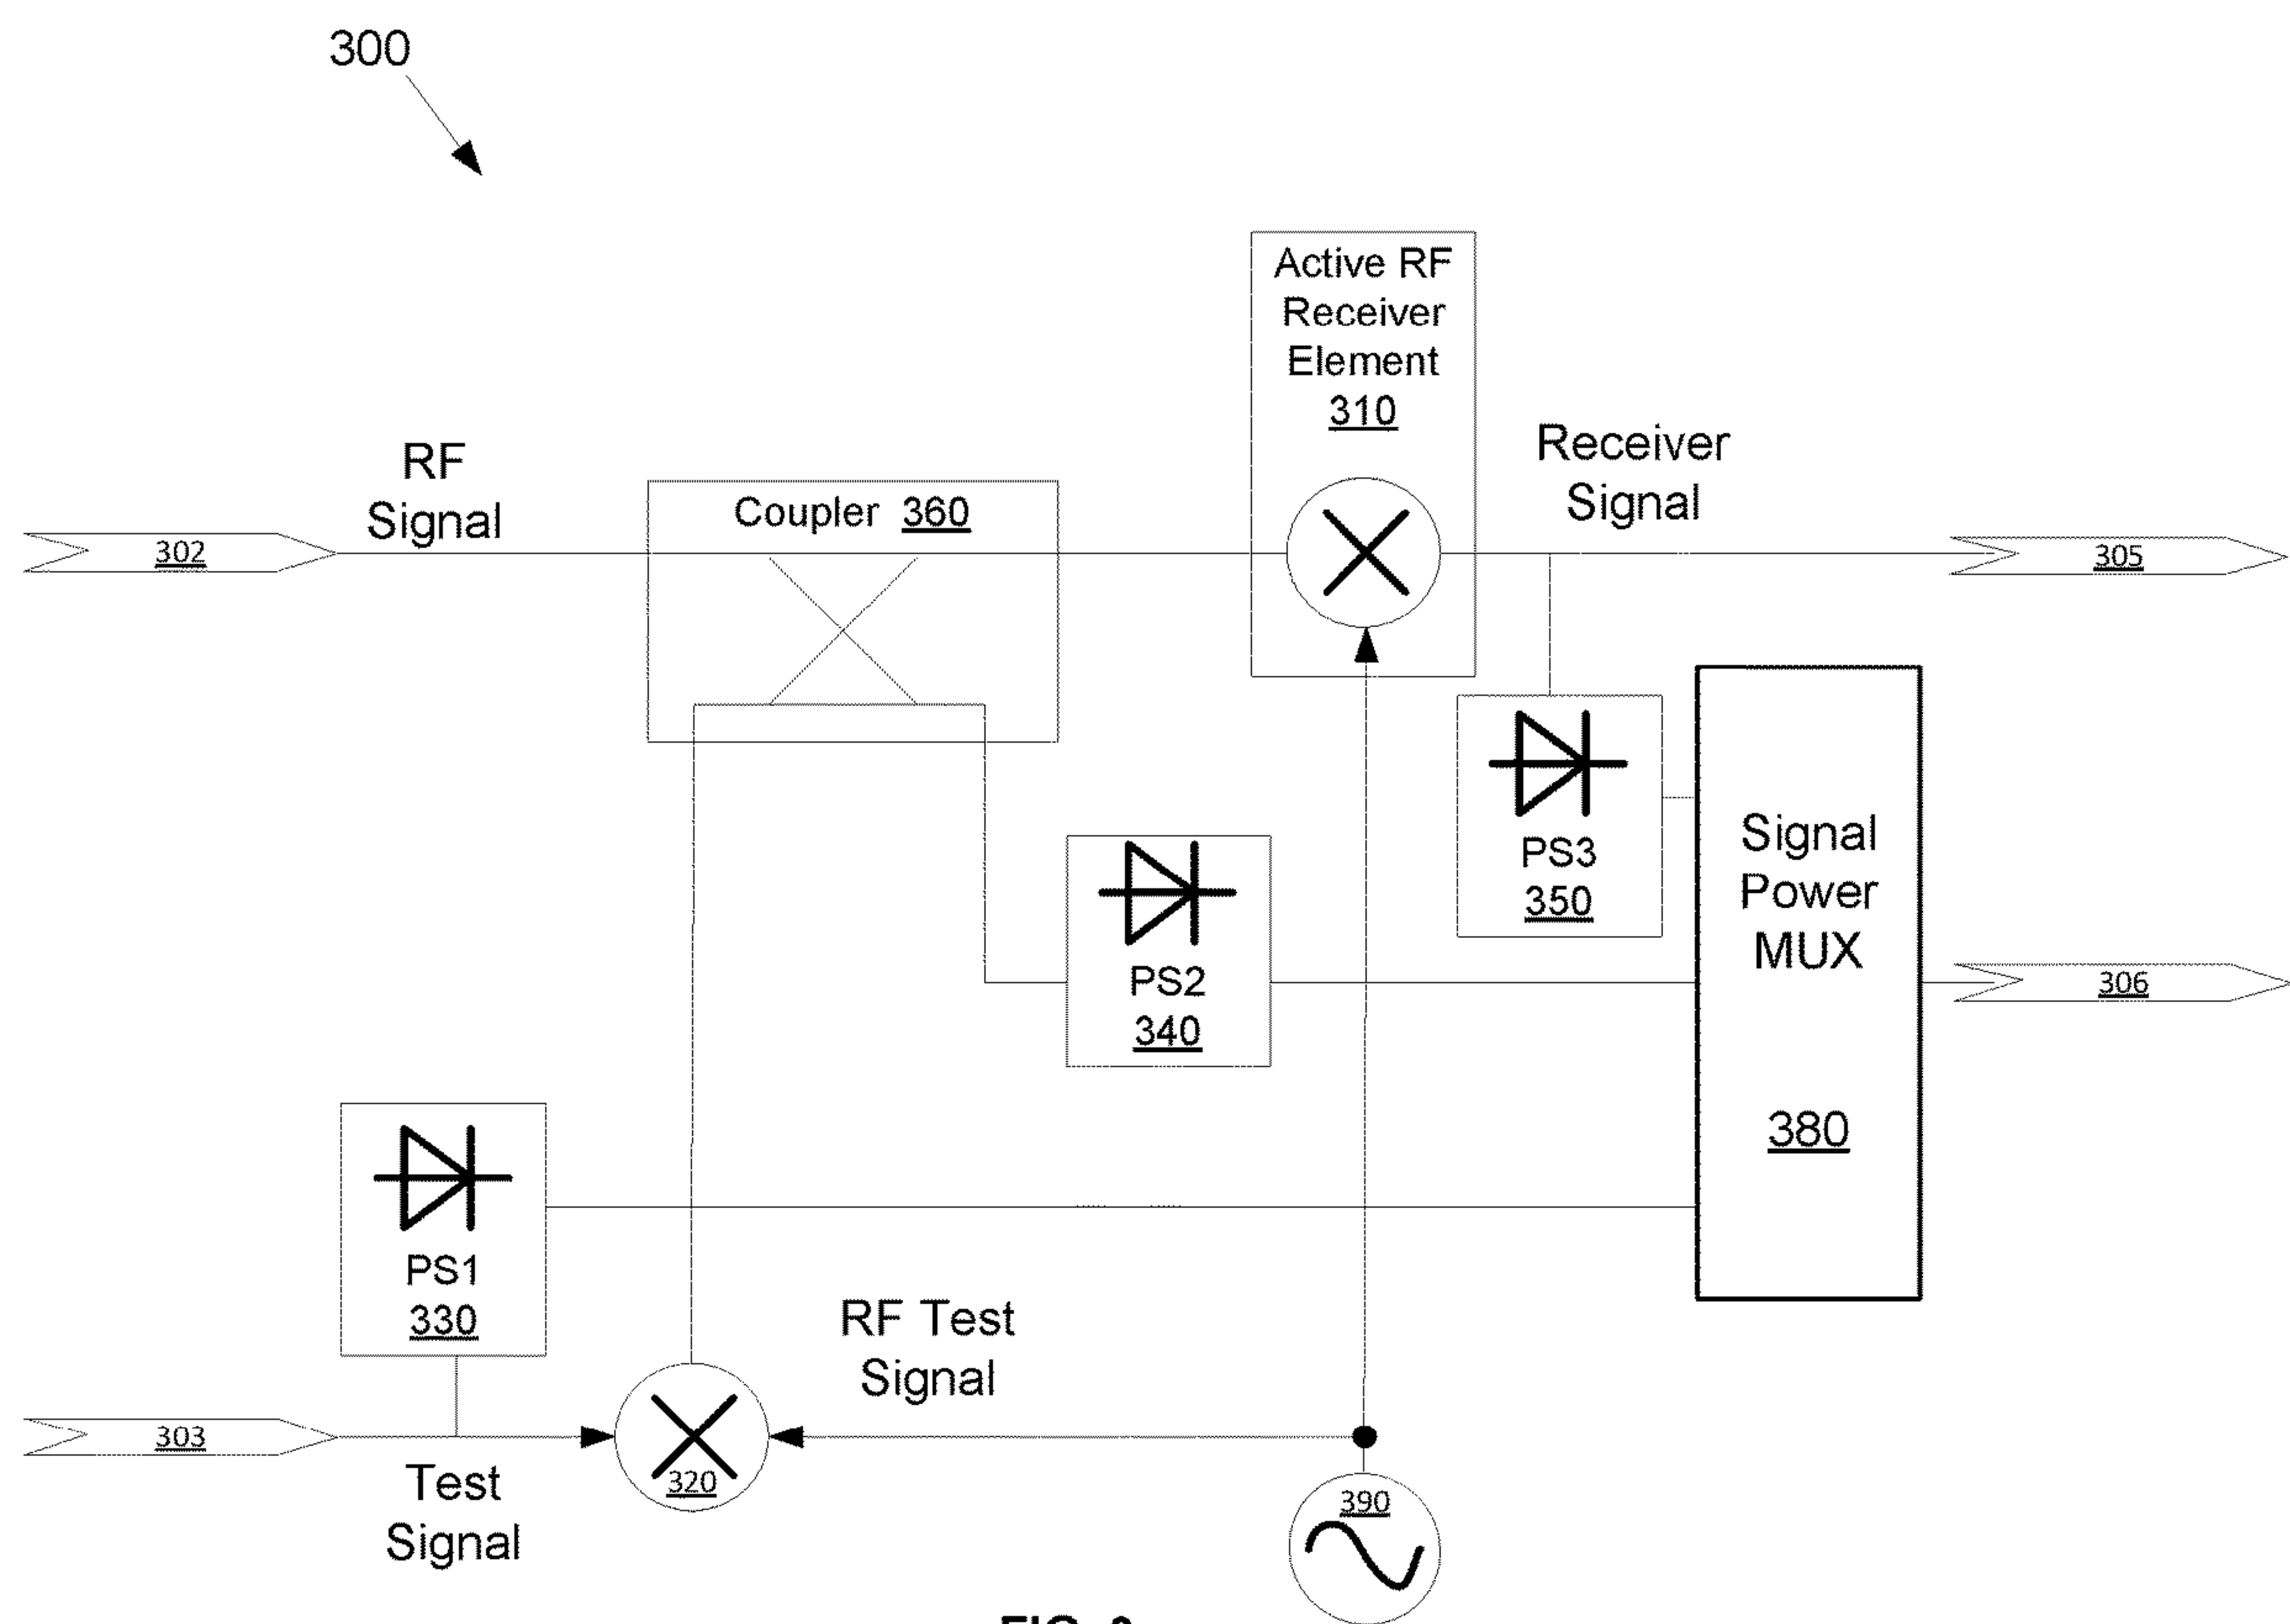 300
Active RF
Receiver
Element
310
Receiver
Signal
RF
Signal
Coupler 360
302
305
PS3
350
Signal
Power
MUX
380
PS2
340
306
PS1
330
RF Test
Signal
303
320
Test
Signal
390